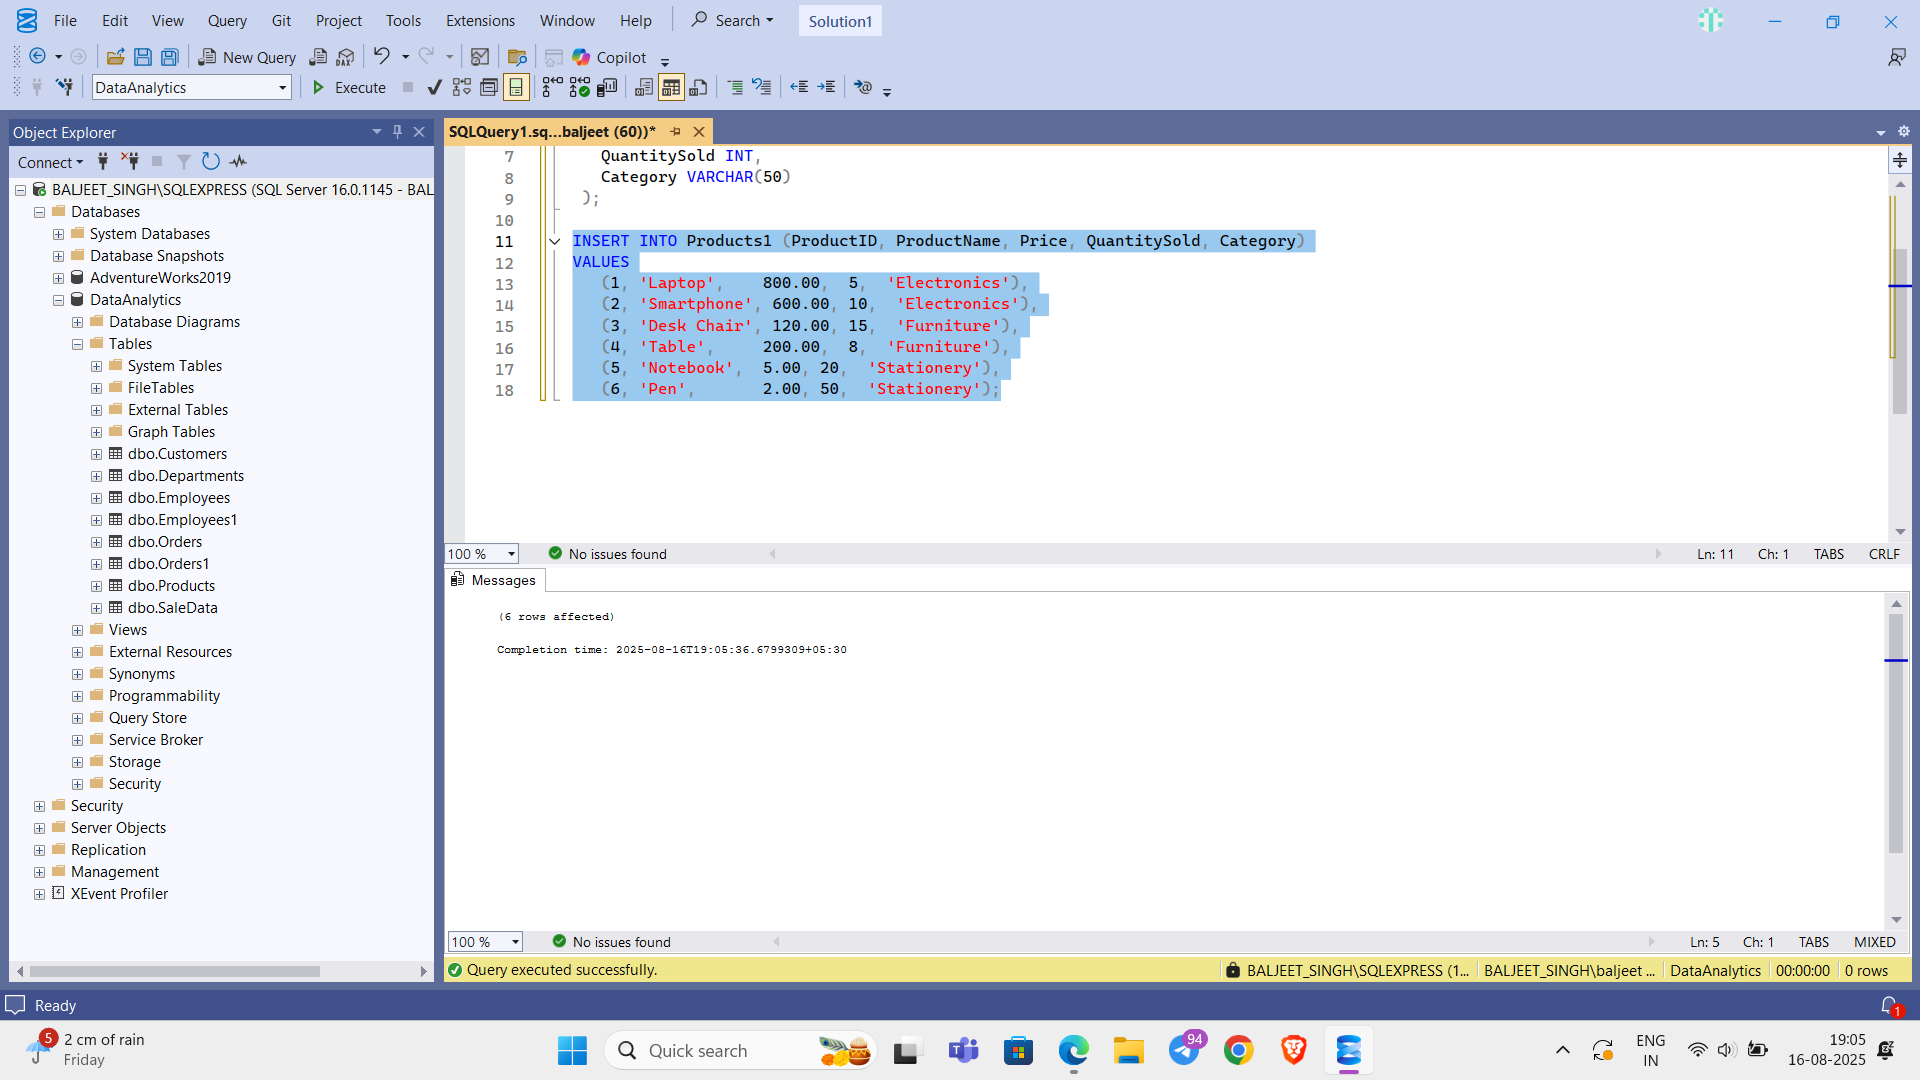 File Edit View Query Git Project Tools Extensions Window Help Search Solution1
New Query DAX Copilot
DataAnalytics Execute
Object Explorer
Connect
BALJEET_SINGH\SQLEXPRESS (SQL Server 16.0.1145 - BAL
Databases
System Databases
Database Snapshots
AdventureWorks2019
DataAnalytics
Database Diagrams
Tables
System Tables
FileTables
External Tables
Graph Tables
dbo.Customers
dbo.Departments
dbo.Employees
dbo.Employees1
dbo.Orders
dbo.Orders1
dbo.Products
dbo.SaleData
Views
External Resources
Synonyms
Programmability
Query Store
Service Broker
Storage
Security
Security
Server Objects
Replication
Management
XEvent Profiler
SQLQuery1.sq...baljeet (60))*
7 QuantitySold INT,
8 Category VARCHAR(50)
9 );
10
11 INSERT INTO Products1 (ProductID, ProductName, Price, QuantitySold, Category)
12 VALUES
13 (1, 'Laptop', 800.00, 5, 'Electronics'),
14 (2, 'Smartphone', 600.00, 10, 'Electronics'),
15 (3, 'Desk Chair', 120.00, 15, 'Furniture'),
16 (4, 'Table', 200.00, 8, 'Furniture'),
17 (5, 'Notebook', 5.00, 20, 'Stationery'),
18 (6, 'Pen', 2.00, 50, 'Stationery');
100 % No issues found Ln: 11 Ch: 1 TABS CRLF
Messages
(6 rows affected)
Completion time: 2025-08-16T19:05:36.6799309+05:30
100 % No issues found Ln: 5 Ch: 1 TABS MIXED
Query executed successfully. BALJEET_SINGH\SQLEXPRESS (1... BALJEET_SINGH\baljeet ... DataAnalytics 00:00:00 0 rows
Ready 1
5 2 cm of rain
Friday
Quick search
94
ENG
IN
19:05
16-08-2025